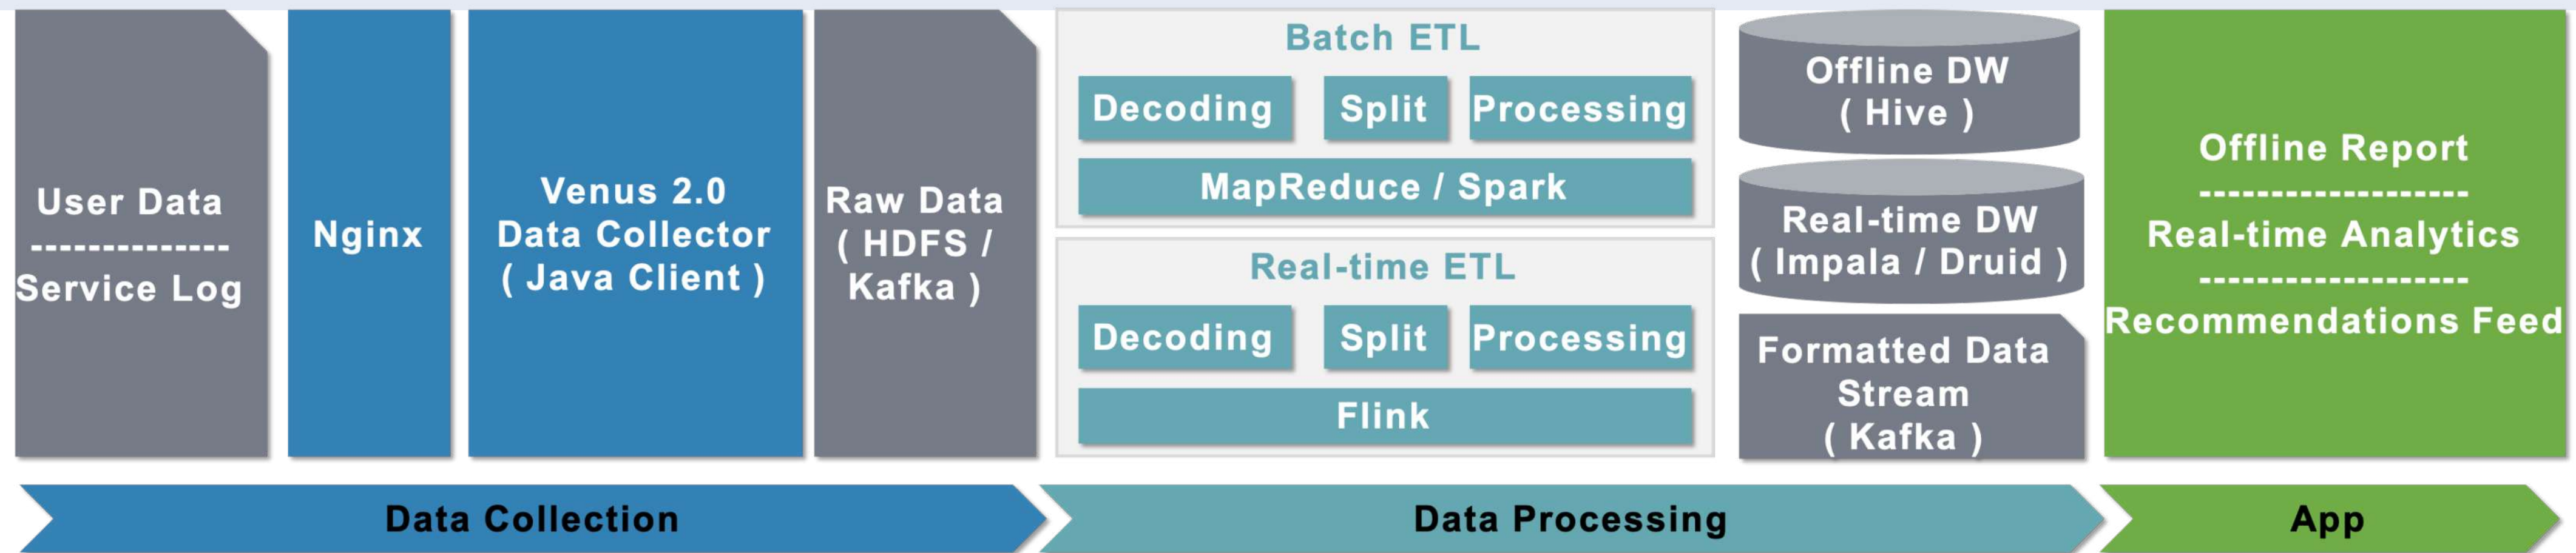 User Data
--------------
Service Log
Nginx
Venus 2.0
Data Collector
( Java Client )
Raw Data
( HDFS /
Kafka )
Batch ETL
Decoding
Split
Processing
MapReduce / Spark
Real-time ETL
Decoding
Split
Processing
Flink
Offline DW
( Hive )
Real-time DW
( Impala / Druid )
Formatted Data
Stream
( Kafka )
Offline Report
-------------------
Real-time Analytics
-------------------
Recommendations Feed
Data Collection
Data Processing
App